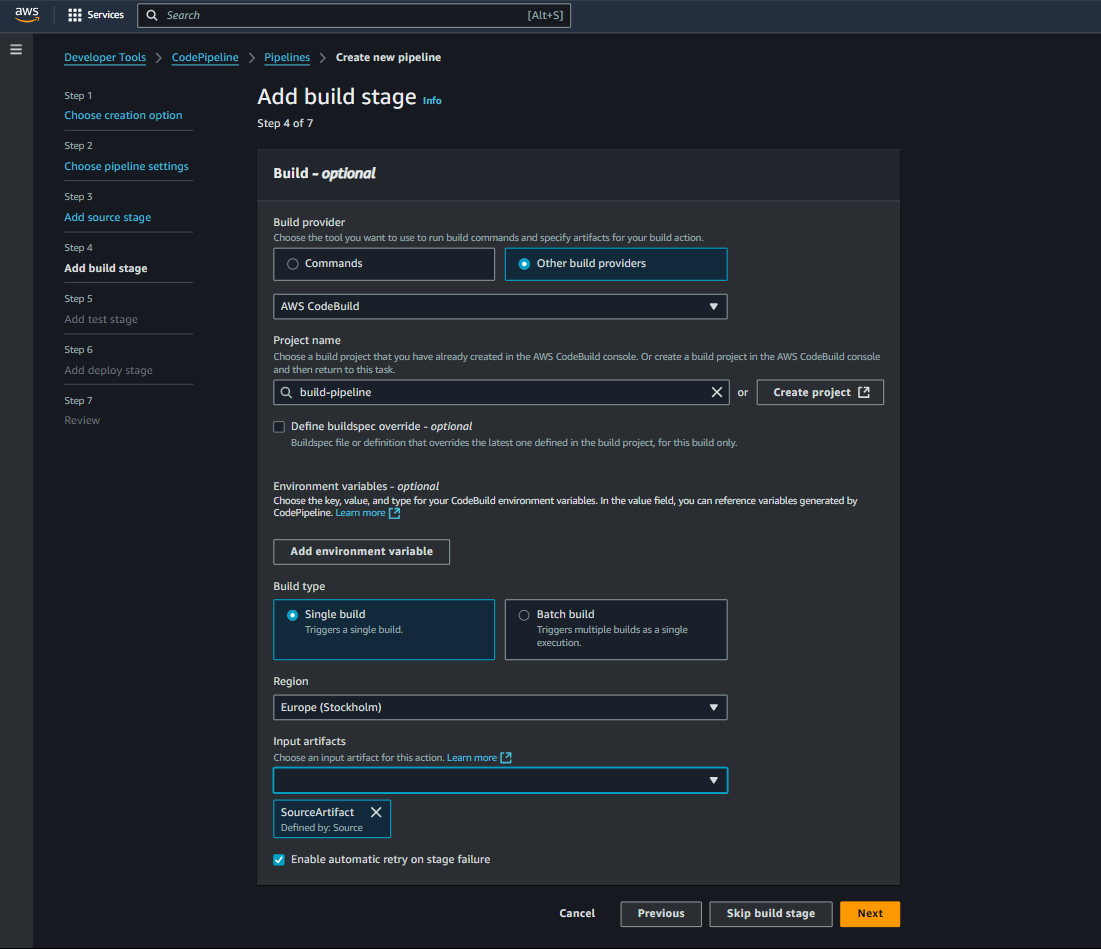 aws
Services
Search
[Alt+S]
Developer Tools
CodePipeline
Pipelines
Create new pipeline
Step 1
Choose creation option
Step 2
Choose pipeline settings
Step 3
Add source stage
Step 4
Add build stage
Step 5
Add test stage
Step 6
Add deploy stage
Step 7
Review
Add build stage Info
Step 4 of 7
Build – optional
Build provider
Choose the tool you want to use to run build commands and specify artifacts for your build action.
Commands
Other build providers
AWS CodeBuild
Project name
Choose a build project that you have already created in the AWS CodeBuild console. Or create a build project in the AWS CodeBuild console
and then return to this task.
build-pipeline
or
Create project
Define buildspec override - optional
Buildspec file or definition that overrides the latest one defined in the build project, for this build only.
Environment variables - optional
Choose the key, value, and type for your CodeBuild environment variables. In the value field, you can reference variables generated by
CodePipeline. Learn more
Add environment variable
Build type
Single build
Triggers a single build.
Batch build
Triggers multiple builds as a single
execution.
Region
Europe (Stockholm)
Input artifacts
Choose an input artifact for this action. Learn more
SourceArtifact
Defined by: Source
Enable automatic retry on stage failure
Cancel
Previous
Skip build stage
Next